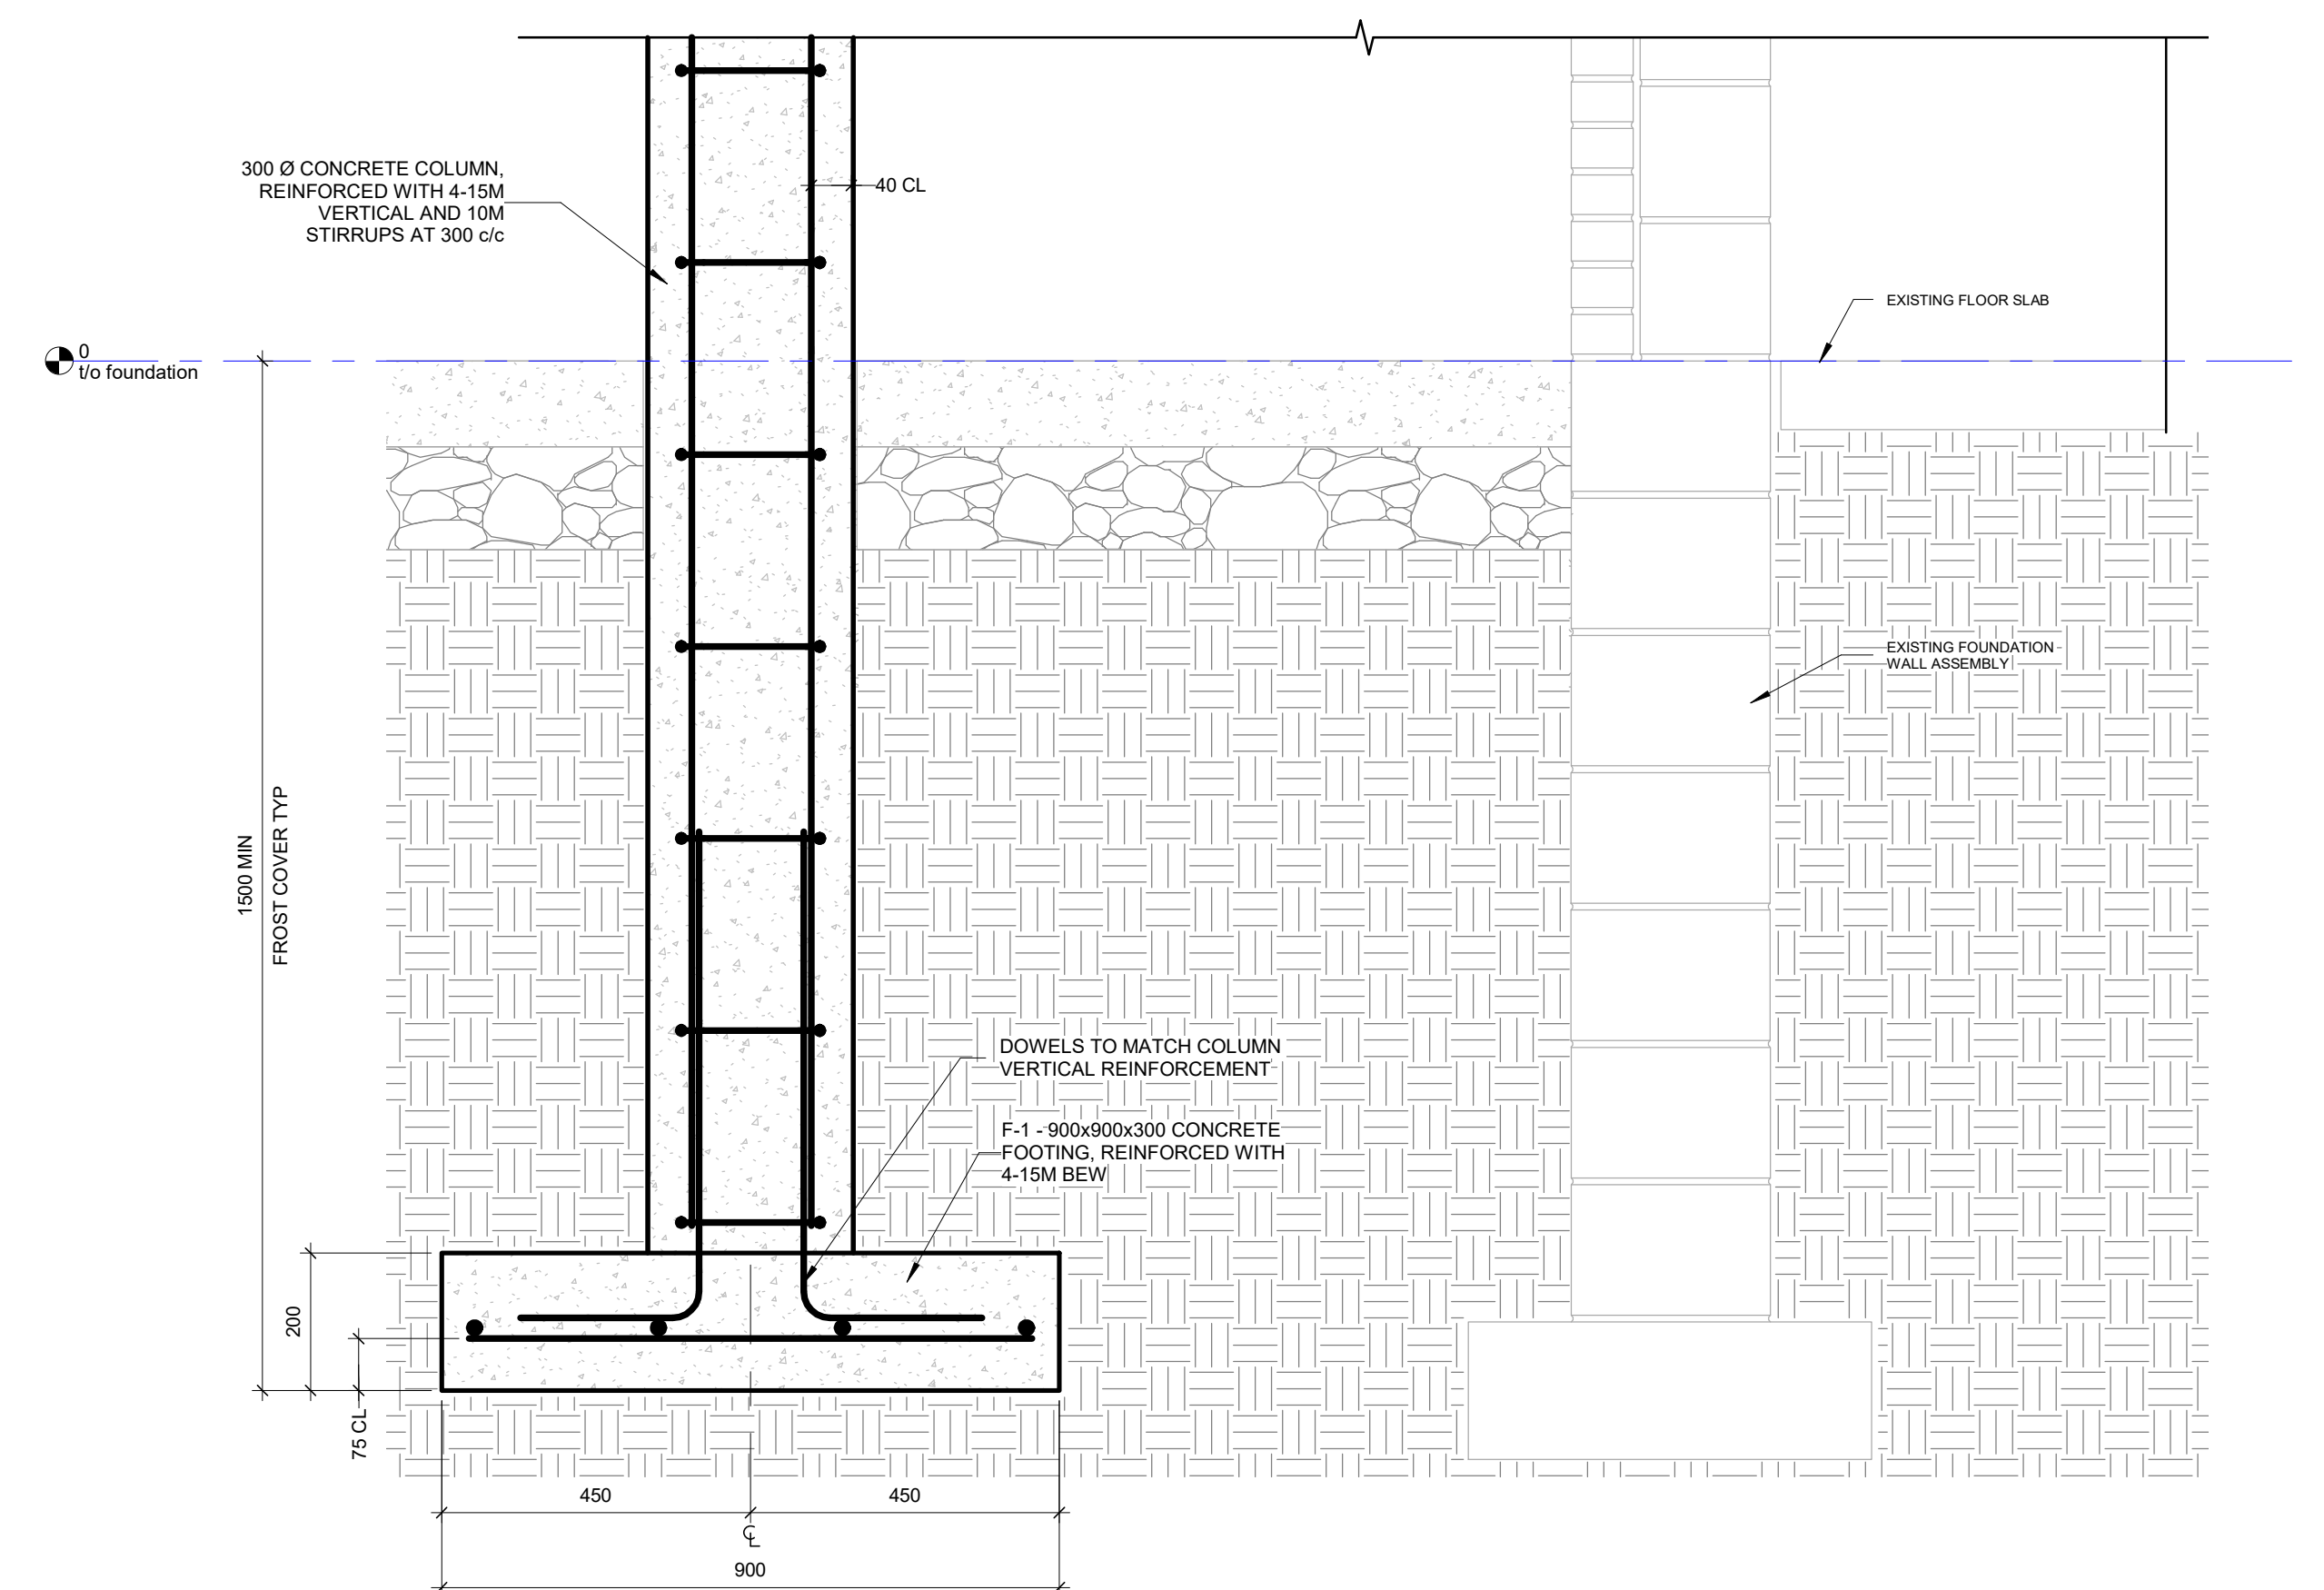 300 Ø CONCRETE COLUMN,
REINFORCED WITH 4-15M
VERTICAL AND 10M
STIRRUPS AT 300 c/c
40 CL
EXISTING FLOOR SLAB
0
t/o foundation
EXISTING FOUNDATION
WALL ASSEMBLY
1500 MIN
FROST COVER TYP
DOWELS TO MATCH COLUMN
VERTICAL REINFORCEMENT
F-1 - 900x900x300 CONCRETE
FOOTING, REINFORCED WITH
4-15M BEW
200
75 CL
450
450
℄
900